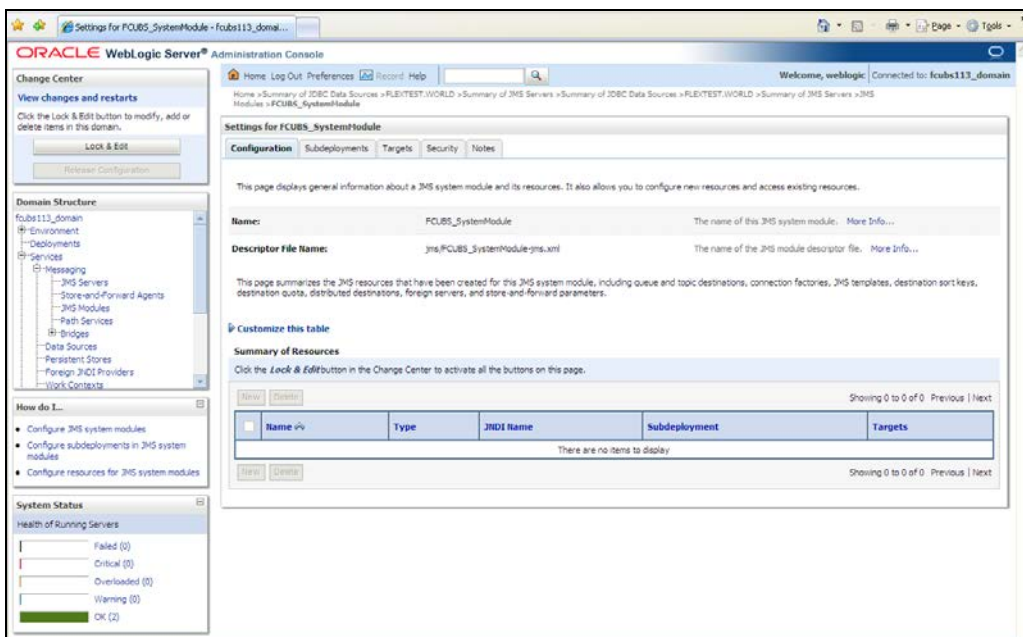 Settings for FCUBS_SystemModule - fcubs113_domai...
Page
Tools
ORACLE WebLogic Server® Administration Console
Change Center
View changes and restarts
Click the Lock & Edit button to modify, add or
delete items in this domain.
Lock & Edit
Release Configuration
Domain Structure
fcubs113_domain
Environment
Deployments
Services
Messaging
JMS Servers
Store-and-Forward Agents
JMS Modules
Path Services
Bridges
Data Sources
Persistent Stores
Foreign JNDI Providers
Work Contexts
How do I...
Configure JMS system modules
Configure subdeployments in JMS system
modules
Configure resources for JMS system modules
System Status
Health of Running Servers
Failed (0)
Critical (0)
Overloaded (0)
Warning (0)
OK (2)
Home Log Out Preferences Record Help
Welcome, weblogic Connected to: fcubs113_domain
Home >Summary of JDBC Data Sources >FLEXTEST.WORLD >Summary of JMS Servers >Summary of JDBC Data Sources >FLEXTEST.WORLD >Summary of JMS Servers >JMS
Modules >FCUBS_SystemModule
Settings for FCUBS_SystemModule
Configuration Subdeployments Targets Security Notes
This page displays general information about a JMS system module and its resources. It also allows you to configure new resources and access existing resources.
Name: FCUBS_SystemModule The name of this JMS system module. More Info...
Descriptor File Name: jms/FCUBS_SystemModule-jms.xml The name of the JMS module descriptor file. More Info...
This page summarizes the JMS resources that have been created for this JMS system module, including queue and topic destinations, connection factories, JMS templates, destination sort keys,
destination quota, distributed destinations, foreign servers, and store-and-forward parameters.
Customize this table
Summary of Resources
Click the Lock & Edit button in the Change Center to activate all the buttons on this page.
New Delete Showing 0 to 0 of 0 Previous | Next
Name Type JNDI Name Subdeployment Targets
There are no items to display
New Delete Showing 0 to 0 of 0 Previous | Next